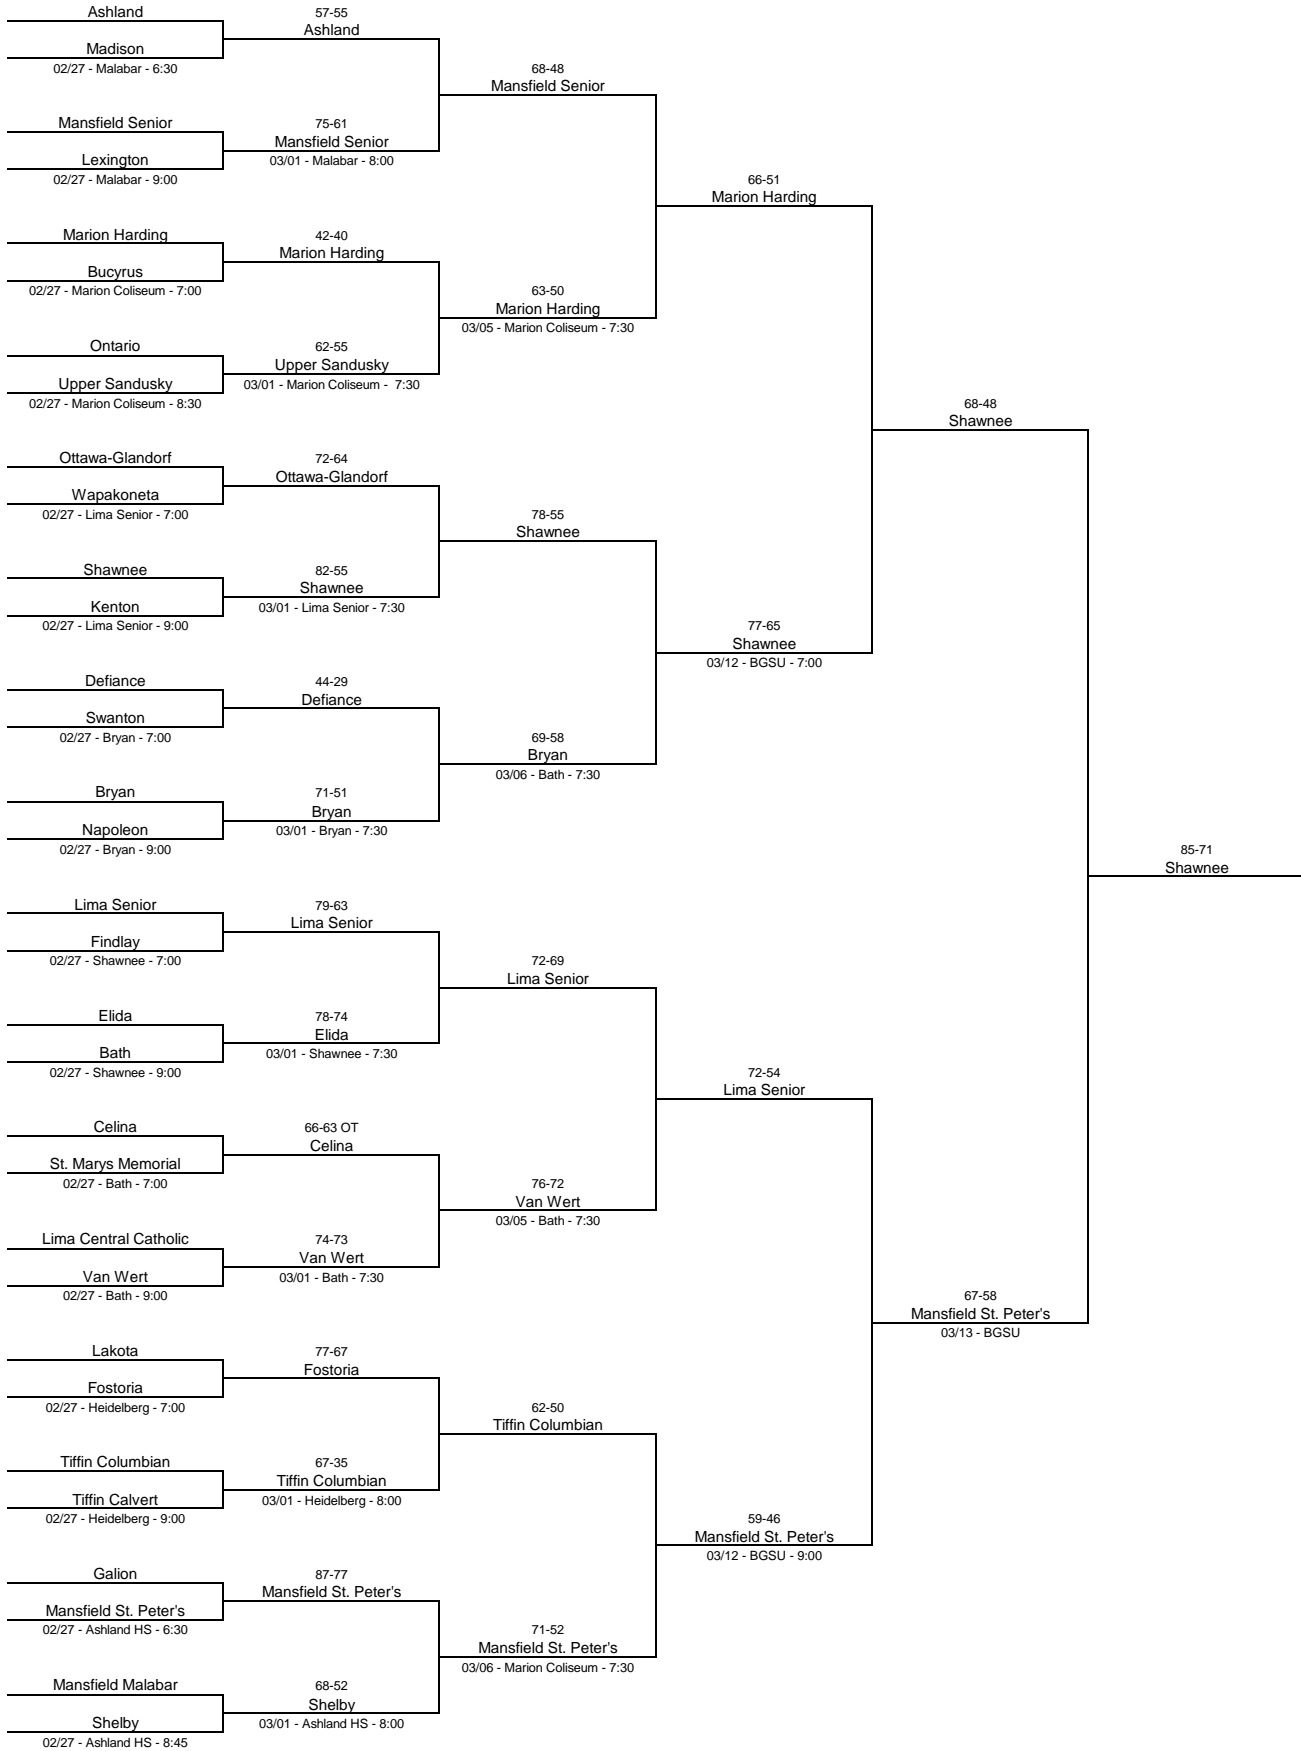 Ashland
57-55
Ashland
Madison
02/27 - Malabar - 6:30
68-48
Mansfield Senior
Mansfield Senior
75-61
Mansfield Senior
Lexington
03/01 - Malabar - 8:00
02/27 - Malabar - 9:00
66-51
Marion Harding
Marion Harding
42-40
Marion Harding
Bucyrus
02/27 - Marion Coliseum - 7:00
63-50
Marion Harding
03/05 - Marion Coliseum - 7:30
Ontario
62-55
Upper Sandusky
Upper Sandusky
03/01 - Marion Coliseum -  7:30
02/27 - Marion Coliseum - 8:30
68-48
Shawnee
Ottawa-Glandorf
72-64
Ottawa-Glandorf
Wapakoneta
02/27 - Lima Senior - 7:00
78-55
Shawnee
Shawnee
82-55
Shawnee
Kenton
03/01 - Lima Senior - 7:30
02/27 - Lima Senior - 9:00
77-65
Shawnee
03/12 - BGSU - 7:00
Defiance
44-29
Defiance
Swanton
02/27 - Bryan - 7:00
69-58
Bryan
03/06 - Bath - 7:30
Bryan
71-51
Bryan
Napoleon
03/01 - Bryan - 7:30
02/27 - Bryan - 9:00
85-71
Shawnee
Lima Senior
79-63
Lima Senior
Findlay
02/27 - Shawnee - 7:00
72-69
Lima Senior
Elida
78-74
Elida
Bath
03/01 - Shawnee - 7:30
02/27 - Shawnee - 9:00
72-54
Lima Senior
Celina
66-63 OT
Celina
St. Marys Memorial
02/27 - Bath - 7:00
76-72
Van Wert
03/05 - Bath - 7:30
Lima Central Catholic
74-73
Van Wert
Van Wert
03/01 - Bath - 7:30
02/27 - Bath - 9:00
67-58
Mansfield St. Peter's
03/13 - BGSU
Lakota
77-67
Fostoria
Fostoria
02/27 - Heidelberg - 7:00
62-50
Tiffin Columbian
Tiffin Columbian
67-35
Tiffin Columbian
Tiffin Calvert
03/01 - Heidelberg - 8:00
02/27 - Heidelberg - 9:00
59-46
Mansfield St. Peter's
03/12 - BGSU - 9:00
Galion
87-77
Mansfield St. Peter's
Mansfield St. Peter's
02/27 - Ashland HS - 6:30
71-52
Mansfield St. Peter's
03/06 - Marion Coliseum - 7:30
Mansfield Malabar
68-52
Shelby
Shelby
03/01 - Ashland HS - 8:00
02/27 - Ashland HS - 8:45